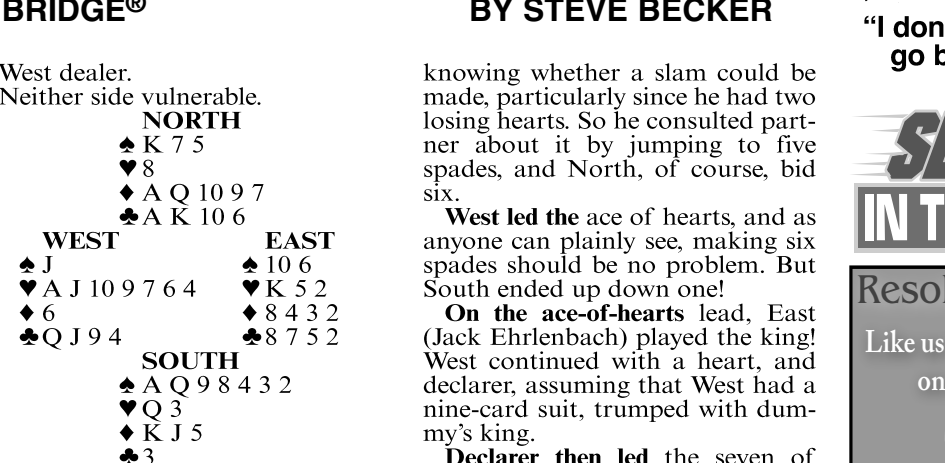 BRIDGE®
BY STEVE BECKER
West dealer.
Neither side vulnerable.
NORTH
♠ K 7 5
♥ 8
♦ A Q 10 9 7
♣ A K 10 6
WEST
♠ J
♥ A J 10 9 7 6 4
♦ 6
♣ Q J 9 4
EAST
♠ 10 6
♥ K 5 2
♦ 8 4 3 2
♣ 8 7 5 2
SOUTH
♠ A Q 9 8 4 3 2
♥ Q 3
♦ K J 5
♣ 3
knowing whether a slam could be
made, particularly since he had two
losing hearts. So he consulted part-
ner about it by jumping to five
spades, and North, of course, bid
six.
West led the ace of hearts, and as
anyone can plainly see, making six
spades should be no problem. But
South ended up down one!
On the ace-of-hearts lead, East
(Jack Ehrlenbach) played the king!
West continued with a heart, and
declarer, assuming that West had a
nine-card suit, trumped with dum-
my's king.
Declarer then led the seven of
“I don
go b
IN T
Resol
Like us
on